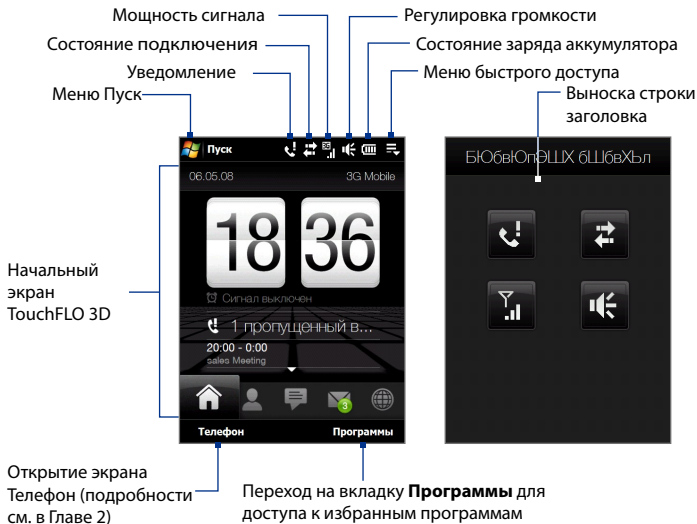 Мощность сигнала
Регулировка громкости
Состояние подключения
Состояние заряда аккумулятора
Уведомление
Меню быстрого доступа
Меню Пуск
Выноска строки
заголовка
Пуск
3G
06.05.08
3G Mobile
18 36
Сигнал выключен
1 пропущенный в...
20:00 - 0:00
sales Meeting
3
Телефон
Программы
БЮбвЮпЭШХ бШбвХЬл
Начальный
экран
TouchFLO 3D
Открытие экрана
Телефон (подробности
см. в Главе 2)
Переход на вкладку Программы для
доступа к избранным программам